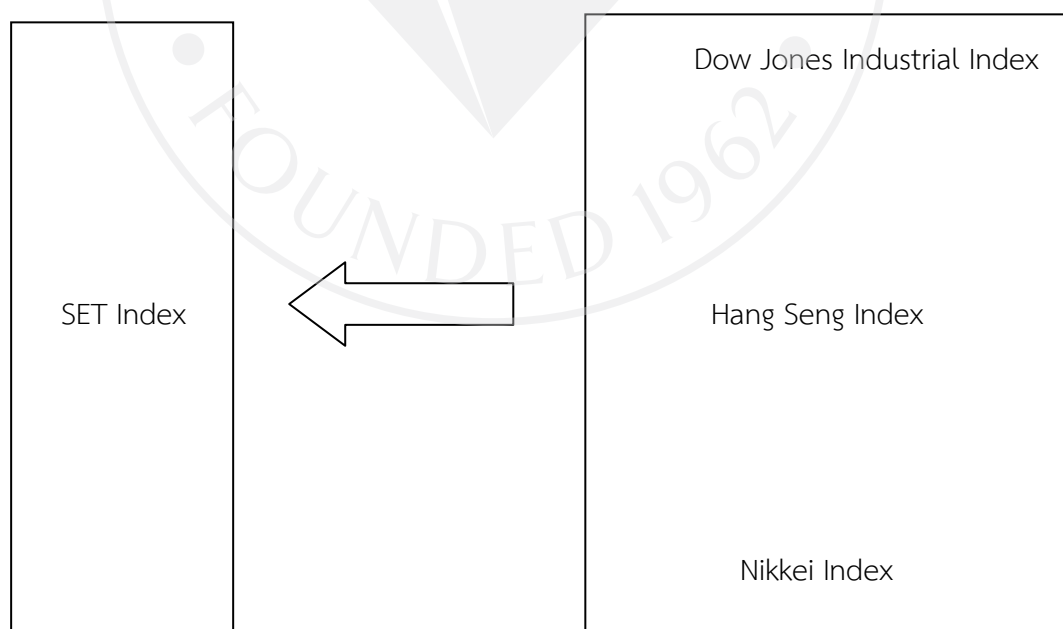 Dow Jones Industrial Index
SET Index
Hang Seng Index
Nikkei Index
• FOUNDED 1962